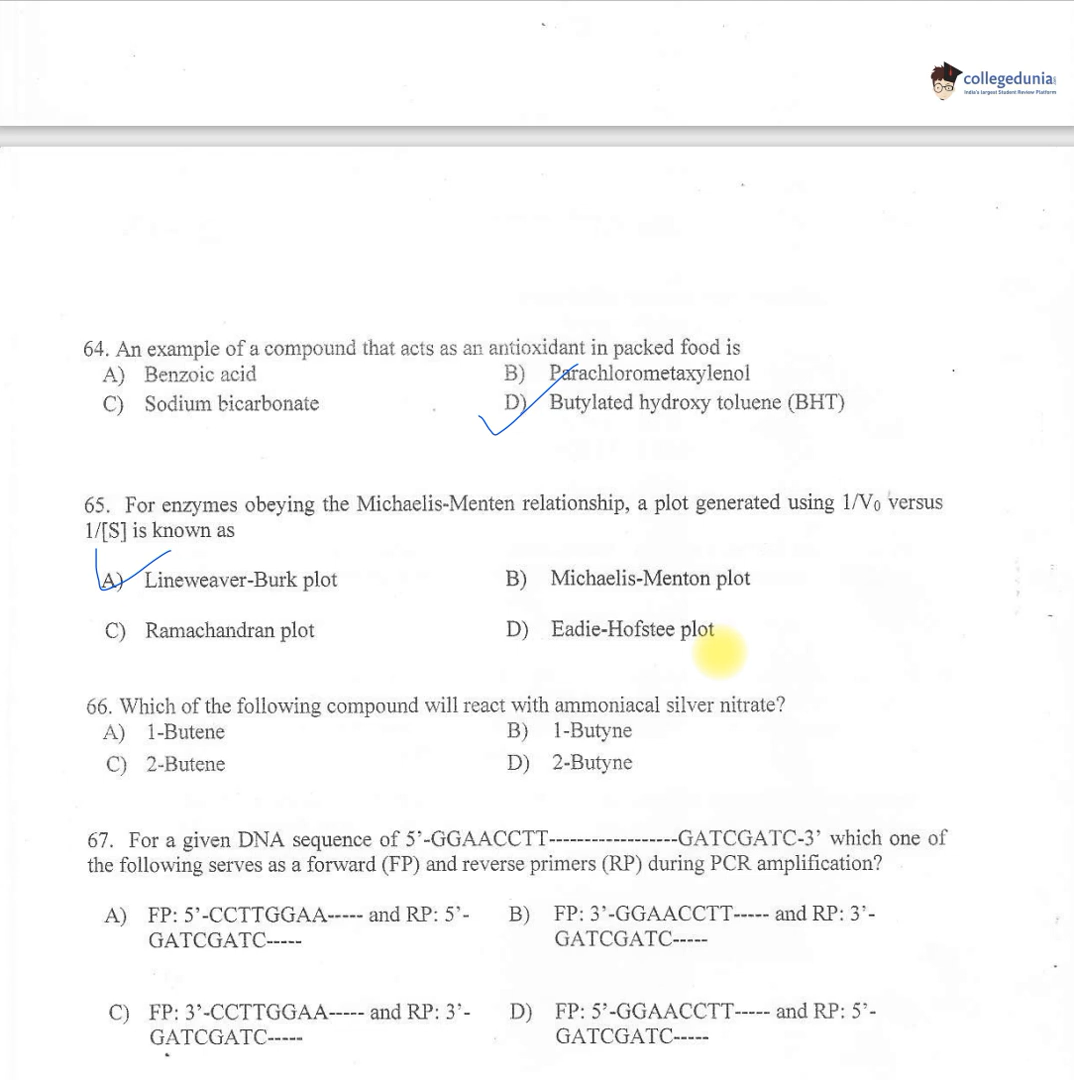 collegedunia
India's largest Student Review Platform
64. An example of a compound that acts as an antioxidant in packed food is
A) Benzoic acid B) Parachlorometaxylenol
C) Sodium bicarbonate D) Butylated hydroxy toluene (BHT)
65. For enzymes obeying the Michaelis-Menten relationship, a plot generated using 1/V₀ versus
1/[S] is known as
A) Lineweaver-Burk plot B) Michaelis-Menton plot
C) Ramachandran plot D) Eadie-Hofstee plot
66. Which of the following compound will react with ammoniacal silver nitrate?
A) 1-Butene B) 1-Butyne
C) 2-Butene D) 2-Butyne
67. For a given DNA sequence of 5’-GGAACCTT------------------GATCGATC-3’ which one of
the following serves as a forward (FP) and reverse primers (RP) during PCR amplification?
A) FP: 5’-CCTTGGAA----- and RP: 5’- B) FP: 3’-GGAACCTT----- and RP: 3’-
GATCGATC----- GATCGATC-----
C) FP: 3’-CCTTGGAA----- and RP: 3’- D) FP: 5’-GGAACCTT----- and RP: 5’-
GATCGATC----- GATCGATC-----